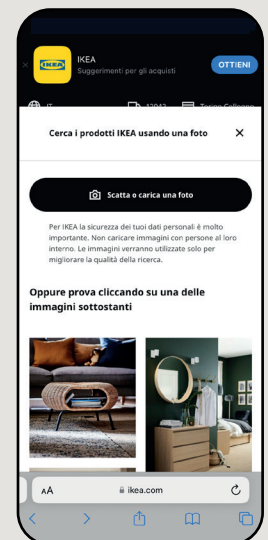 IKEA
IKEA
Suggerimenti per gli acquisti
OTTIENI
IT 12042 Torino Collegno
Cerca i prodotti IKEA usando una foto
Scatta o carica una foto
Per IKEA la sicurezza dei tuoi dati personali è molto
importante. Non caricare immagini con persone al loro
interno. Le immagini verranno utilizzate solo per
migliorare la qualità della ricerca.
Oppure prova cliccando su una delle
immagini sottostanti
AA ikea.com